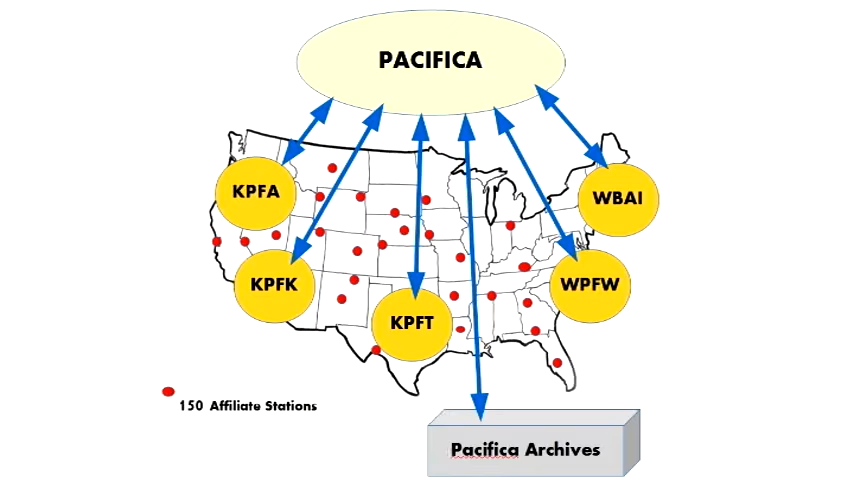 PACIFICA
KPFA
WBAI
KPFK
WPFW
KPFT
150 Affiliate Stations
Pacifica Archives